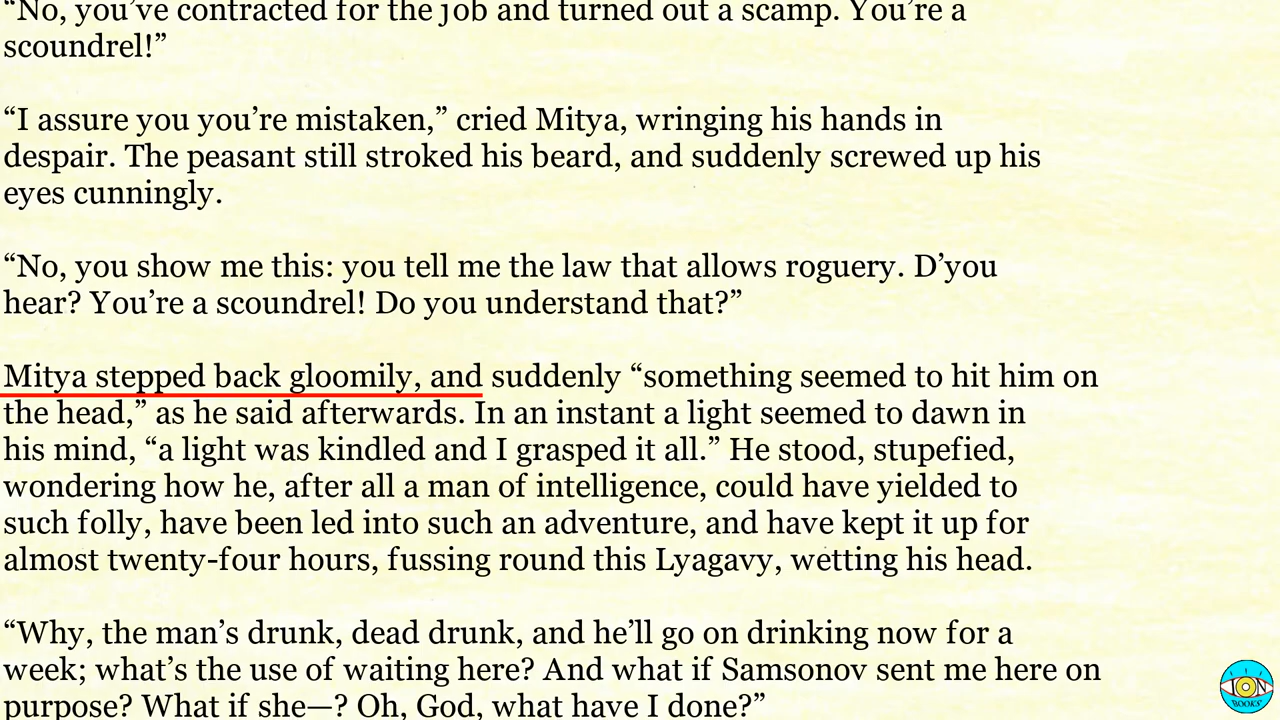 “No, you’ve contracted for the job and turned out a scamp. You’re a
scoundrel!”
“I assure you you’re mistaken,” cried Mitya, wringing his hands in
despair. The peasant still stroked his beard, and suddenly screwed up his
eyes cunningly.
“No, you show me this: you tell me the law that allows roguery. D’you
hear? You’re a scoundrel! Do you understand that?”
Mitya stepped back gloomily, and suddenly “something seemed to hit him on
the head,” as he said afterwards. In an instant a light seemed to dawn in
his mind, “a light was kindled and I grasped it all.” He stood, stupefied,
wondering how he, after all a man of intelligence, could have yielded to
such folly, have been led into such an adventure, and have kept it up for
almost twenty-four hours, fussing round this Lyagavy, wetting his head.
“Why, the man’s drunk, dead drunk, and he’ll go on drinking now for a
week; what’s the use of waiting here? And what if Samsonov sent me here on
purpose? What if she—? Oh, God, what have I done?”
ION
BOOKS